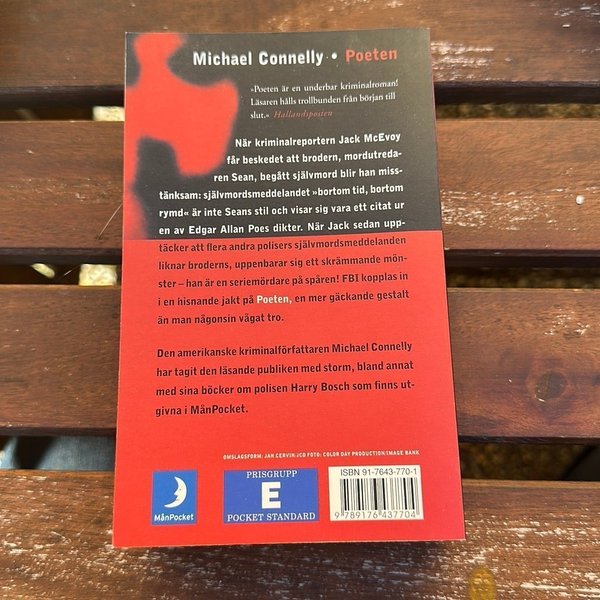 Michael Connelly • Poeten
»Poeten är en underbar kriminalroman!
Läsaren hålls trollbunden från början till
slut.« Hallandsposten
När kriminalreportern Jack McEvoy
får beskedet att brodern, mordutreda-
ren Sean, begått självmord blir han miss-
tänksam: självmordsmeddelandet »bortom tid, bortom
rymd« är inte Seans stil och visar sig vara ett citat ur
en av Edgar Allan Poes dikter. När Jack sedan upp-
täcker att flera andra polisers självmordsmeddelanden
liknar broderns, uppenbarar sig ett skrämmande mön-
ster – han är en seriemördare på spåren! FBI kopplas in
i en hisnande jakt på Poeten, en mer gäckande gestalt
än man någonsin vågat tro.
Den amerikanske kriminalförfattaren Michael Connelly
har tagit den läsande publiken med storm, bland annat
med sina böcker om polisen Harry Bosch som finns ut-
givna i MånPocket.
OMSLAGSFORM: JAN CERVIN/JCD FOTO: COLOR DAY PRODUCTION/IMAGE BANK
MånPocket
PRISGRUPP
E
POCKET STANDARD
ISBN 91-7643-770-1
9 789176 437704